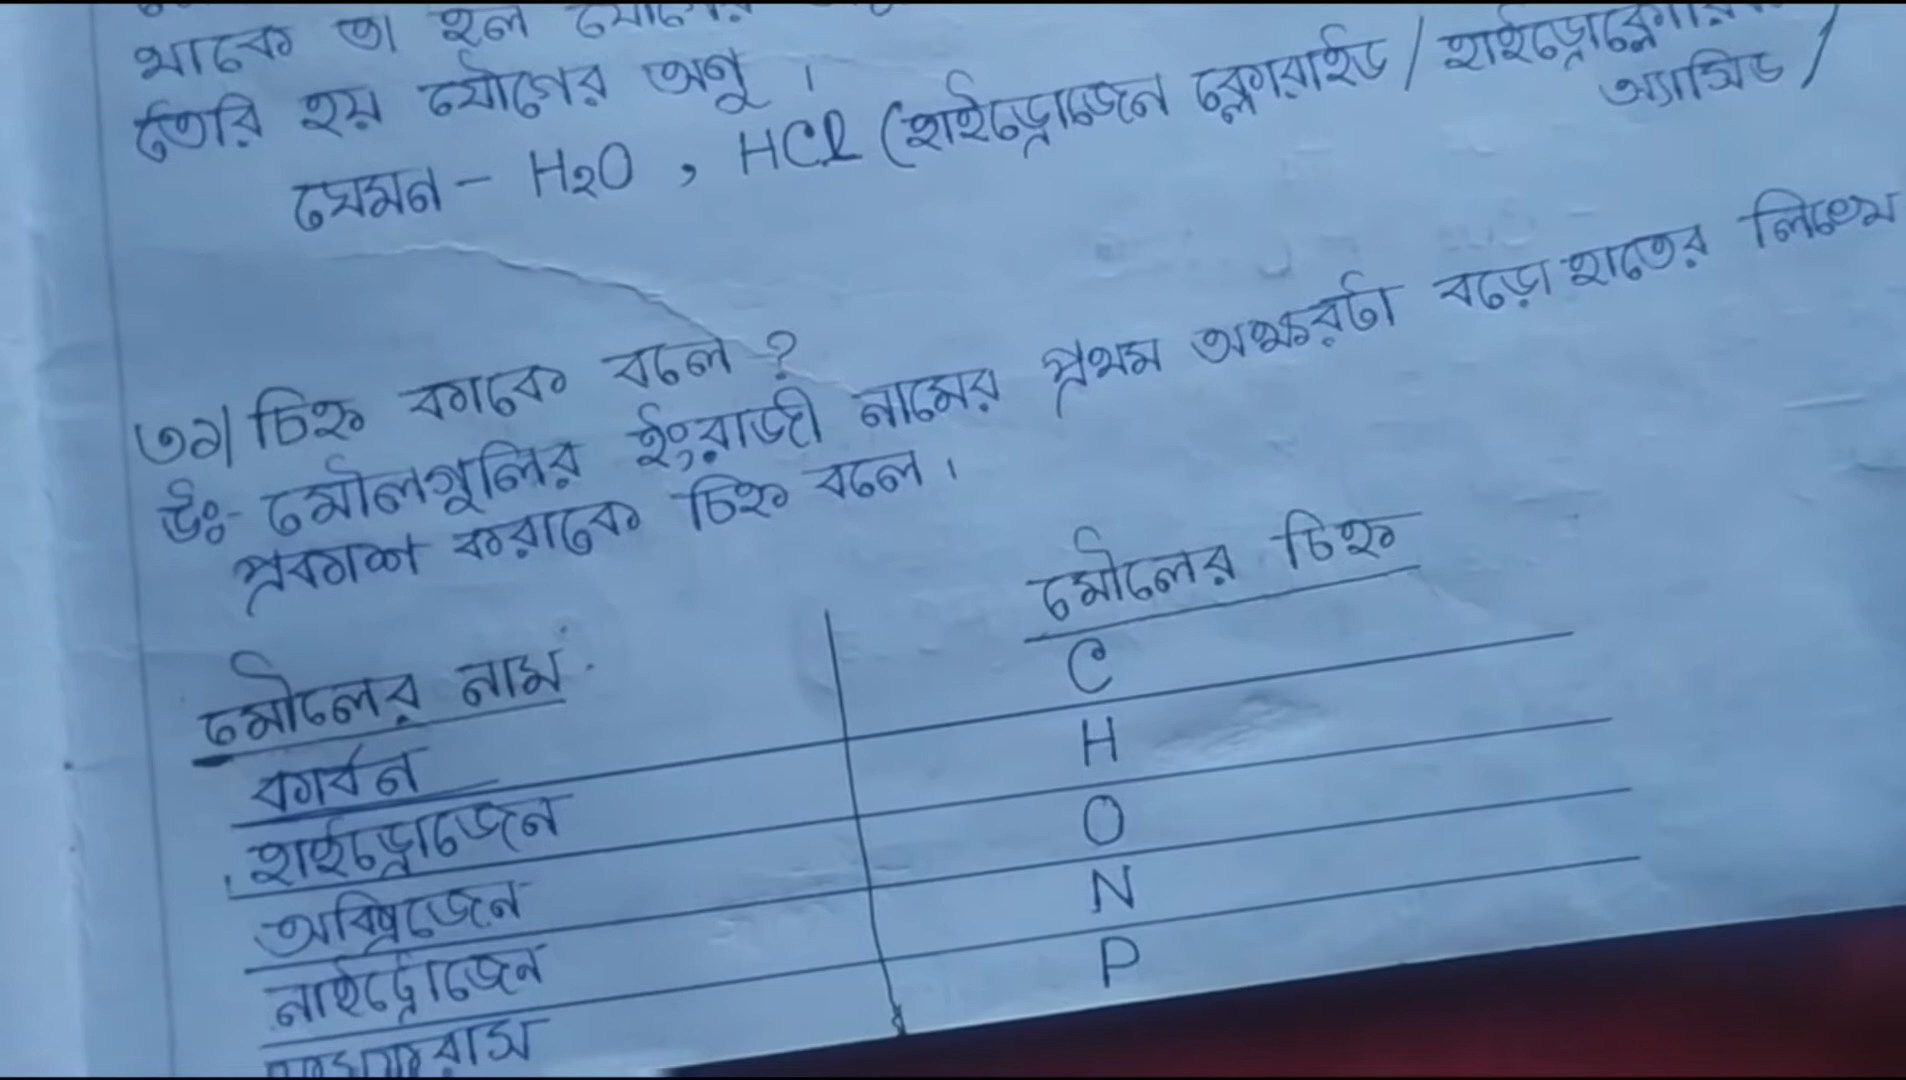 থাকে তা হল যৌগের
তৈরি হয় যৌগের অণু ।
যেমন - H₂O , HCl (হাইড্রোজেন ক্লোরাইড / হাইড্রোক্লোরিক
অ্যাসিড)
৩১| চিহ্ন কাকে বলে ?
উঃ- মৌলগুলির ইংরাজী নামের প্রথম অক্ষরটা বড়ো হাতের লিখে
প্রকাশ করাকে চিহ্ন বলে ।
মৌলের নাম মৌলের চিহ্ন
কার্বন C
হাইড্রোজেন H
অক্সিজেন O
নাইট্রোজেন N
P